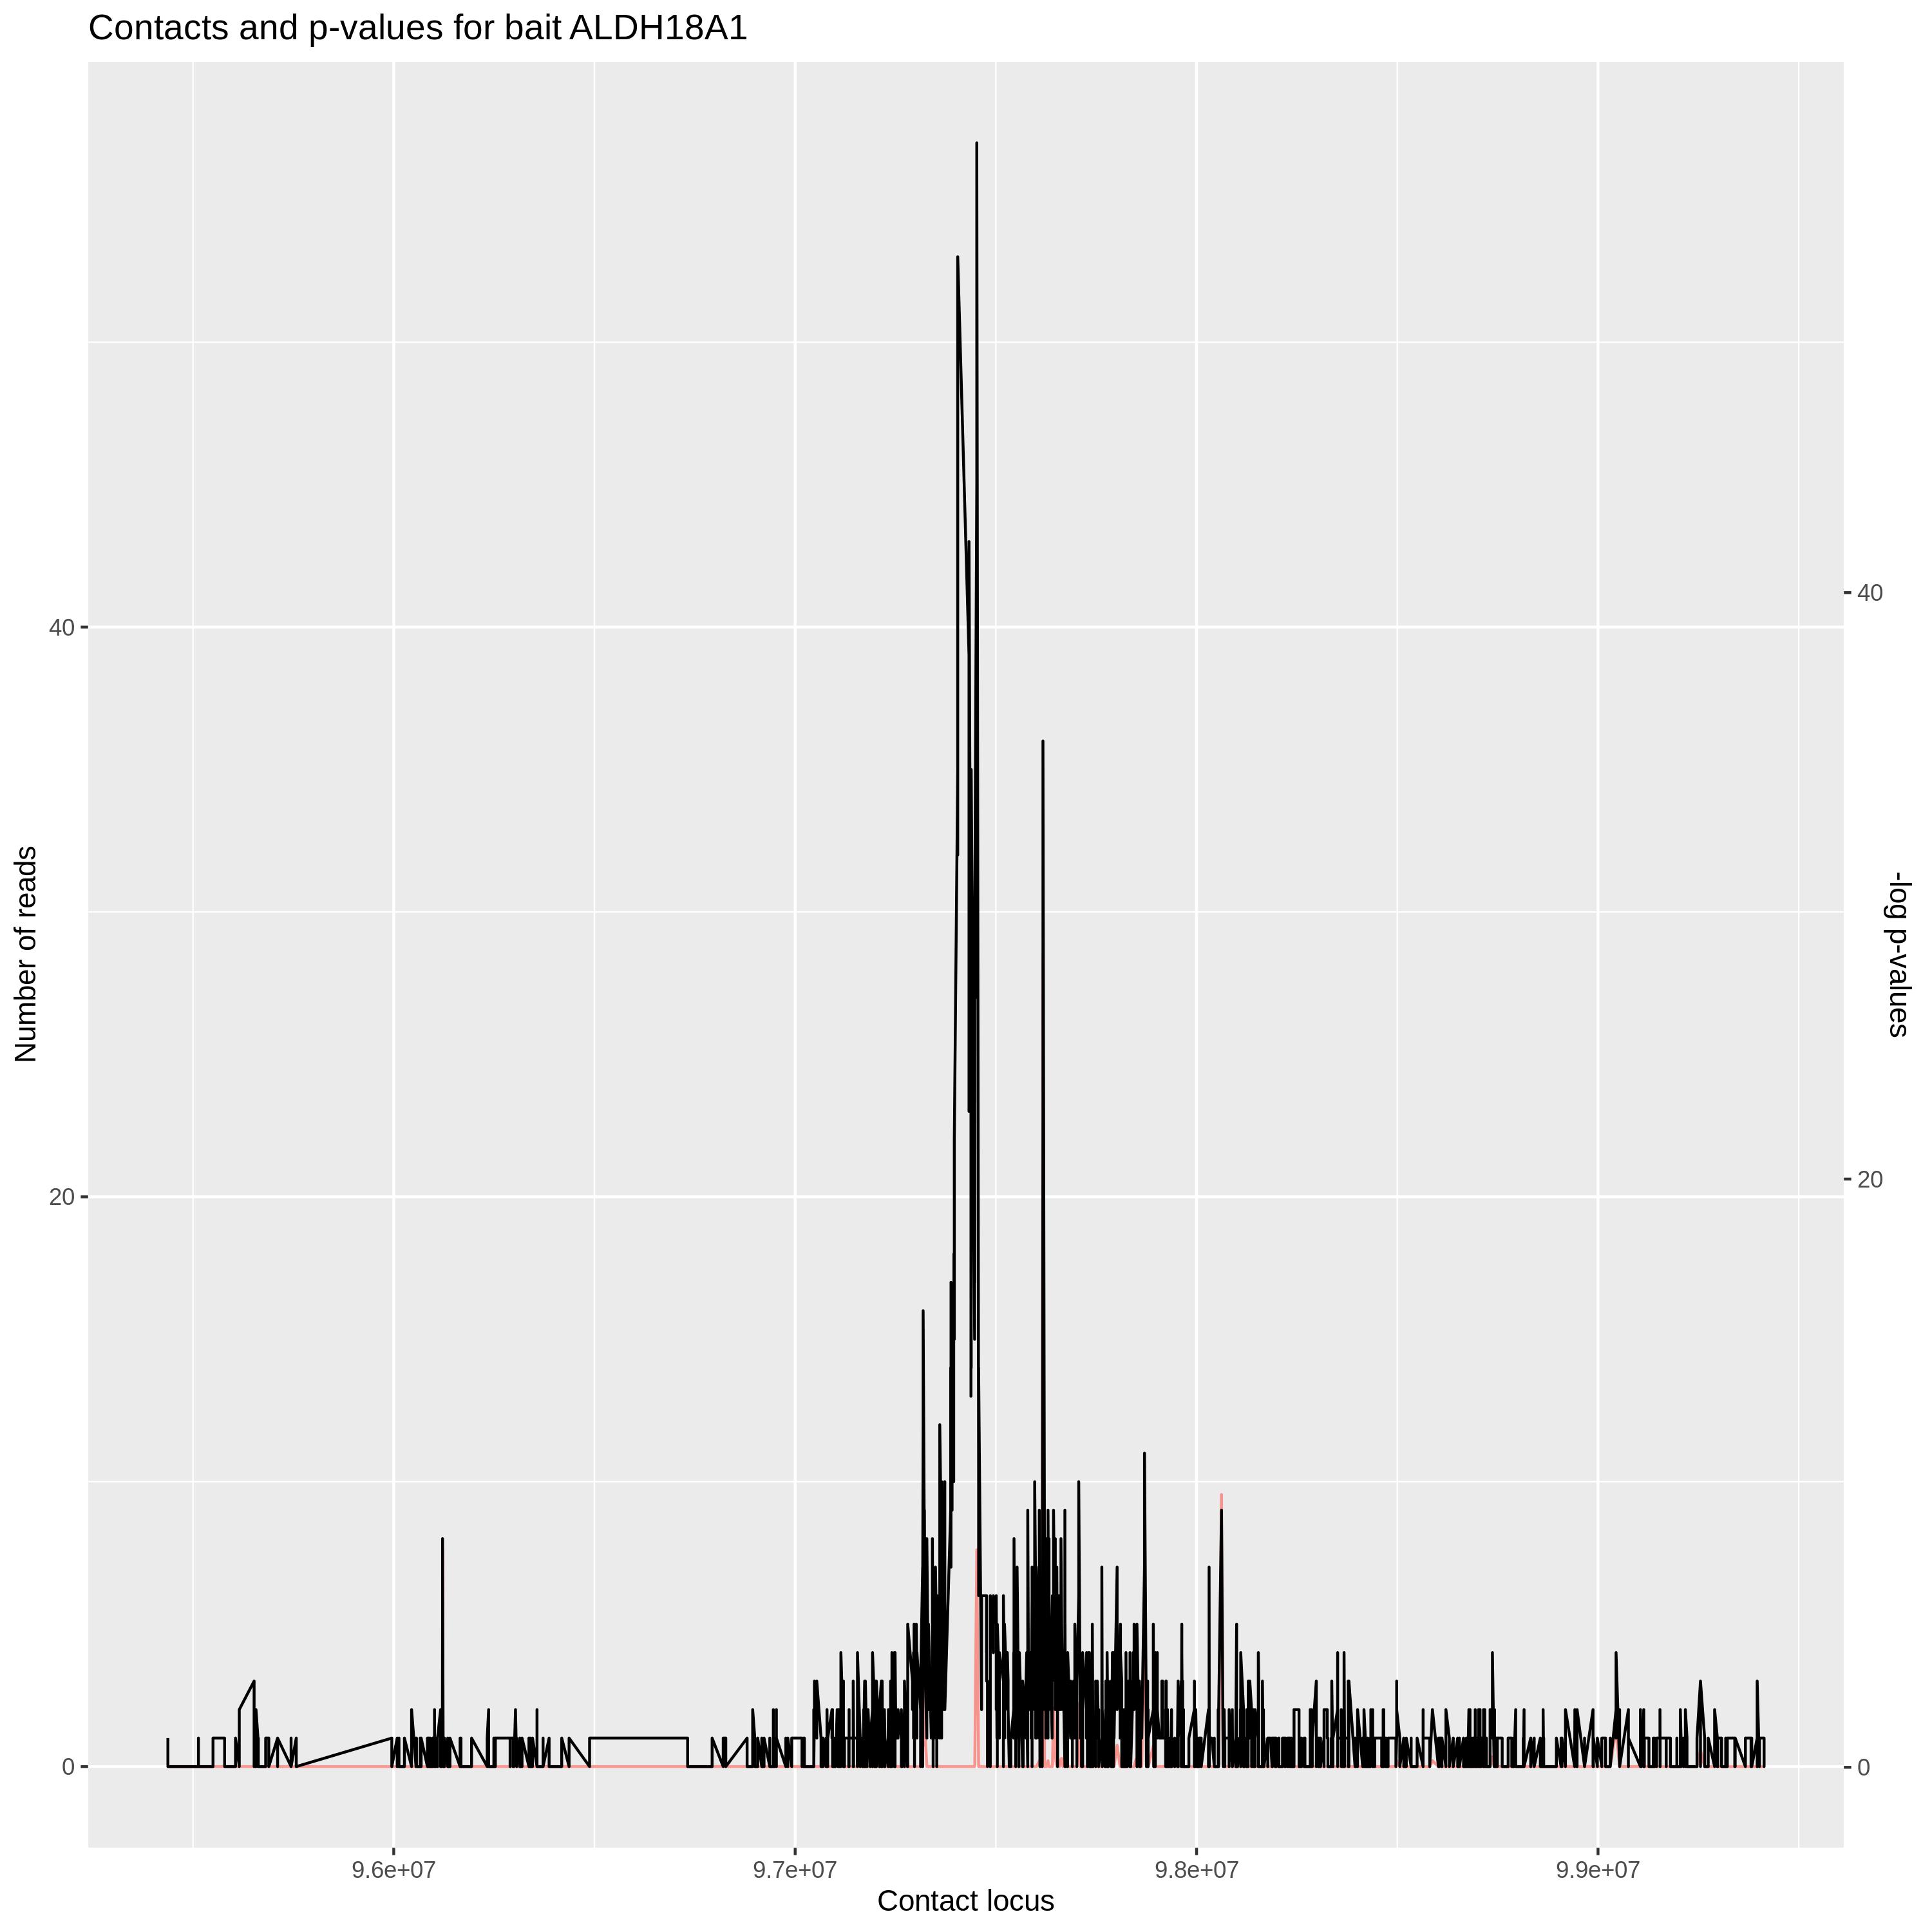 Contacts and p-values for bait ALDH18A1
Number of reads
40
20
0
40
20
0
-log p-values
9.6e+07
9.7e+07
9.8e+07
9.9e+07
Contact locus